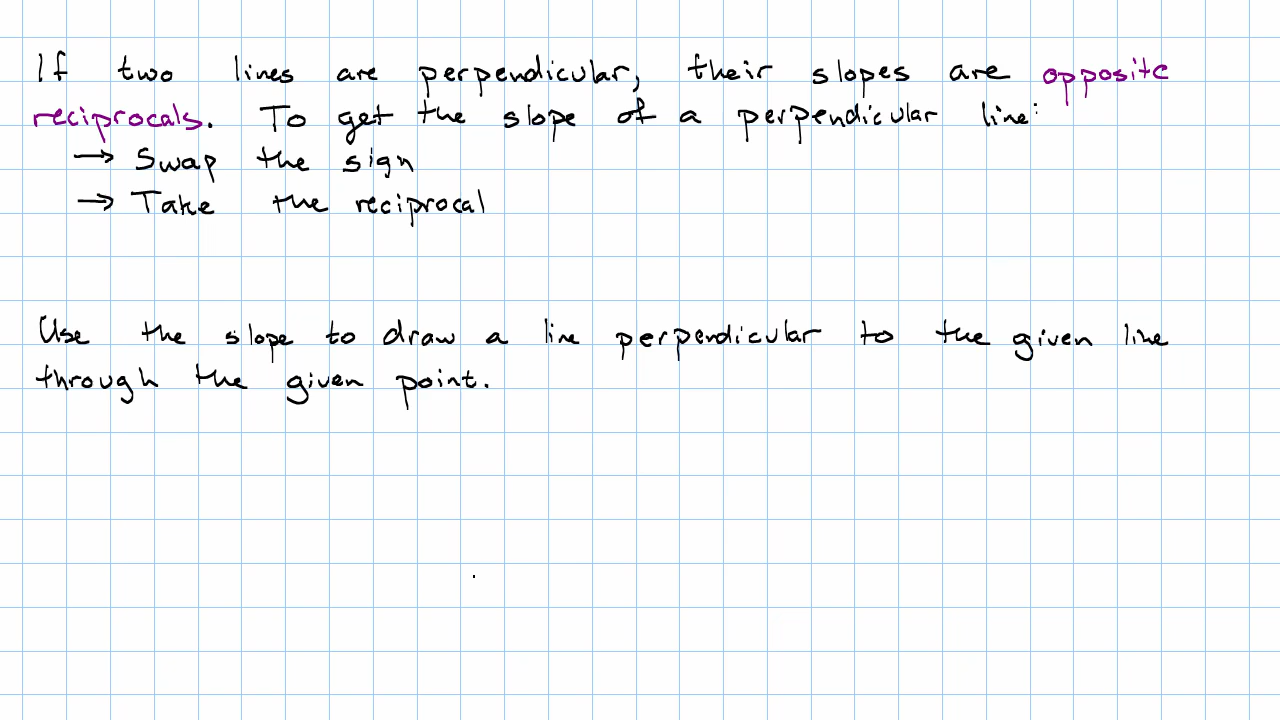 If two lines are perpendicular, their slopes are opposite
reciprocals. To get the slope of a perpendicular line:
→ Swap the sign
→ Take the reciprocal
Use the slope to draw a line perpendicular to the given line
through the given point.